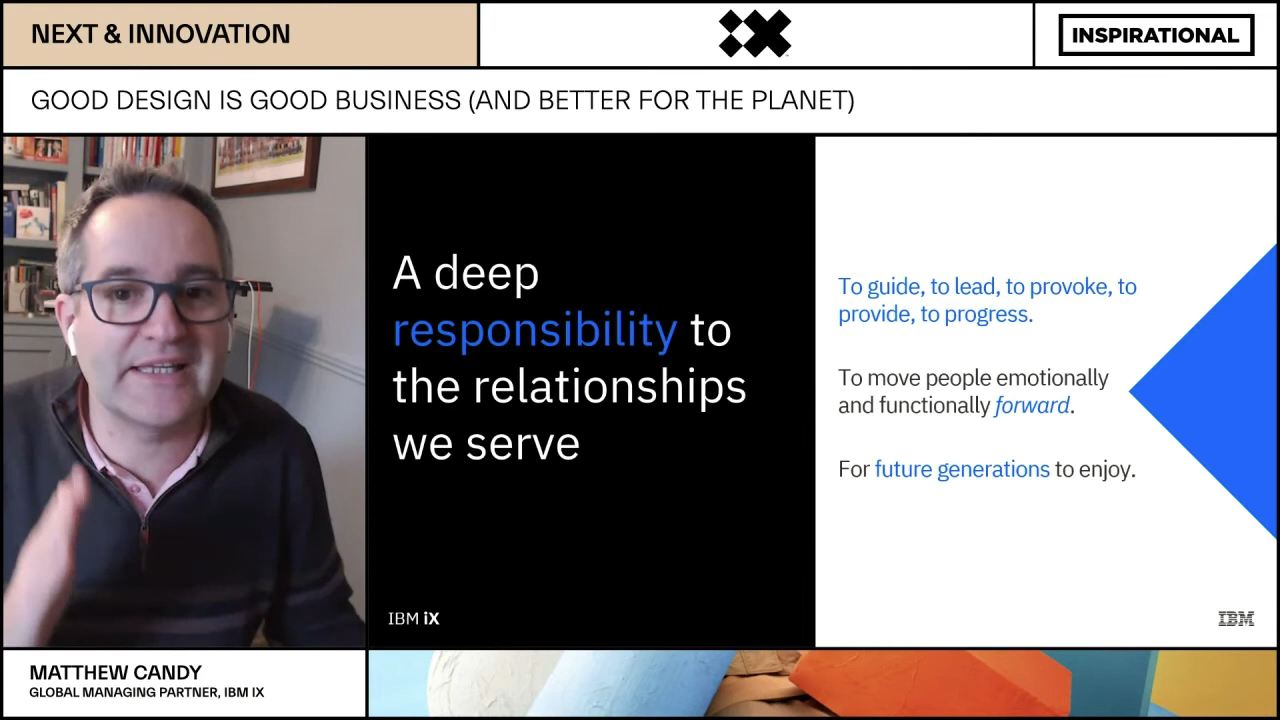 NEXT & INNOVATION
INSPIRATIONAL
GOOD DESIGN IS GOOD BUSINESS (AND BETTER FOR THE PLANET)
A deep
responsibility to
the relationships
we serve
IBM iX
To guide, to lead, to provoke, to
provide, to progress.
To move people emotionally
and functionally forward.
For future generations to enjoy.
IBM
MATTHEW CANDY
GLOBAL MANAGING PARTNER, IBM IX